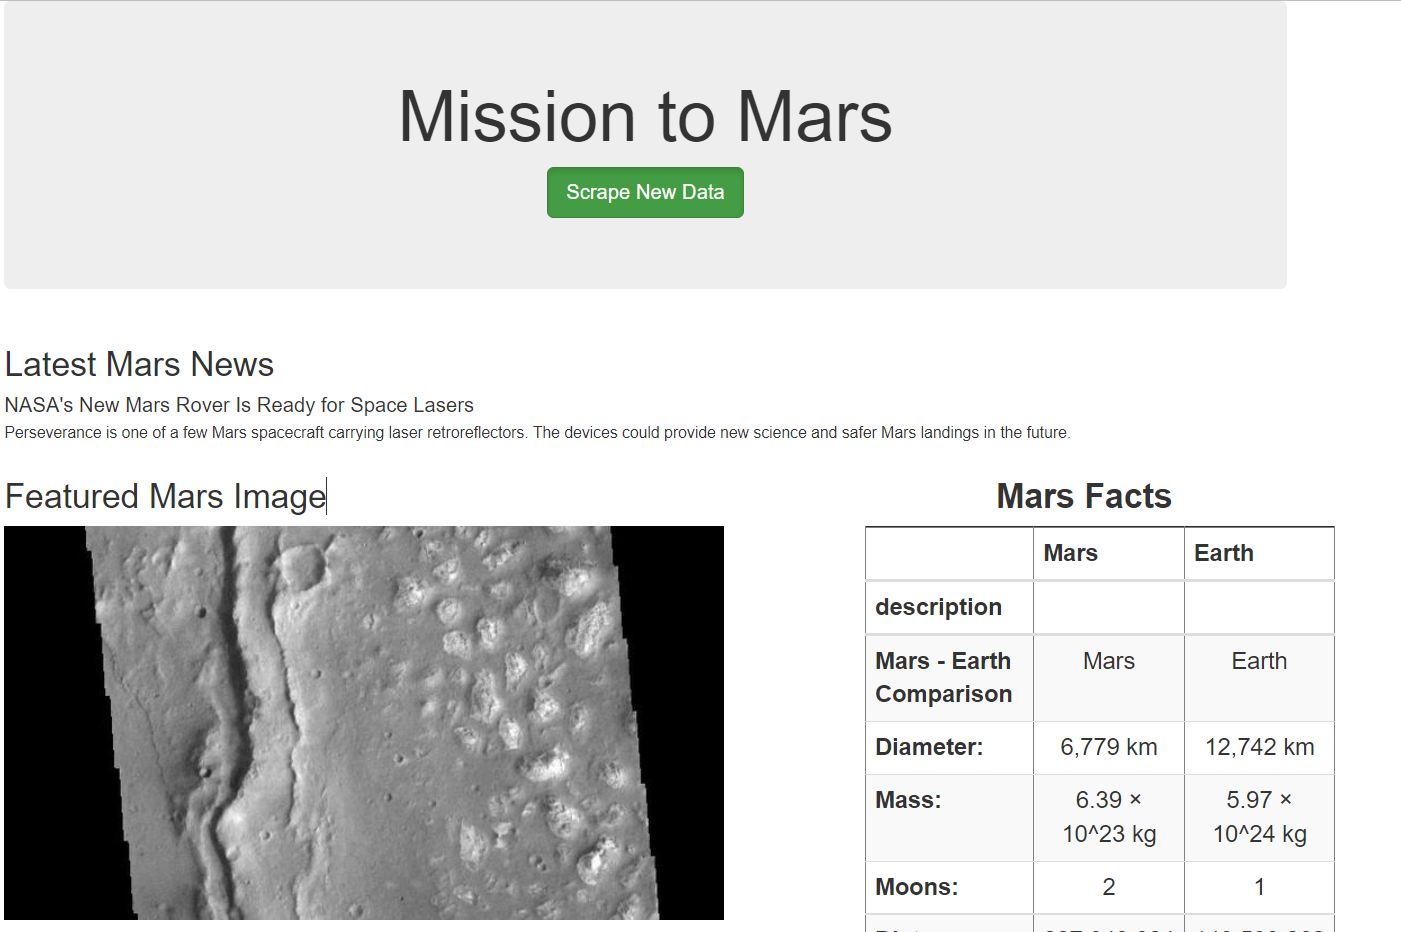 Mission to Mars
Scrape New Data
Latest Mars News
NASA's New Mars Rover Is Ready for Space Lasers
Perseverance is one of a few Mars spacecraft carrying laser retroreflectors. The devices could provide new science and safer Mars landings in the future.
Featured Mars Image
Mars Facts
Mars Earth
description
Mars - Earth Mars Earth
Comparison
Diameter: 6,779 km 12,742 km
Mass: 6.39 × 5.97 ×
10^23 kg 10^24 kg
Moons: 2 1